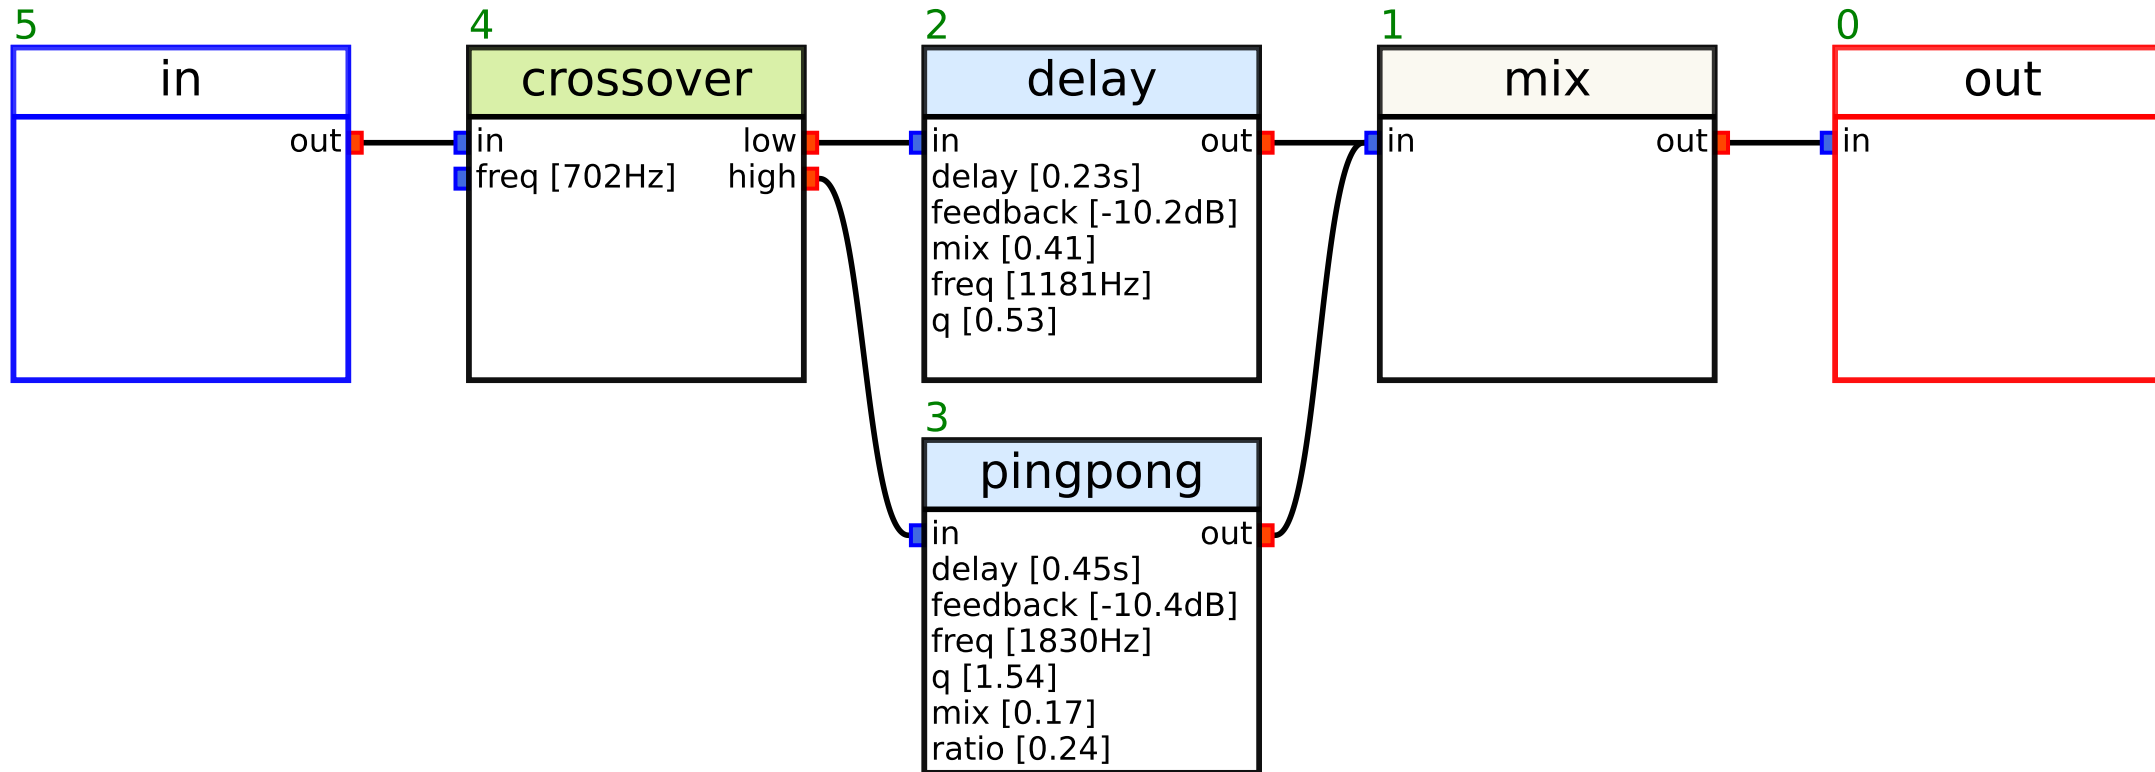 5
in
out
4
crossover
in
low
freq [702Hz]
high
2
delay
in
out
delay [0.23s]
feedback [-10.2dB]
mix [0.41]
freq [1181Hz]
q [0.53]
3
pingpong
in
out
delay [0.45s]
feedback [-10.4dB]
freq [1830Hz]
q [1.54]
mix [0.17]
ratio [0.24]
1
mix
in
out
0
out
in